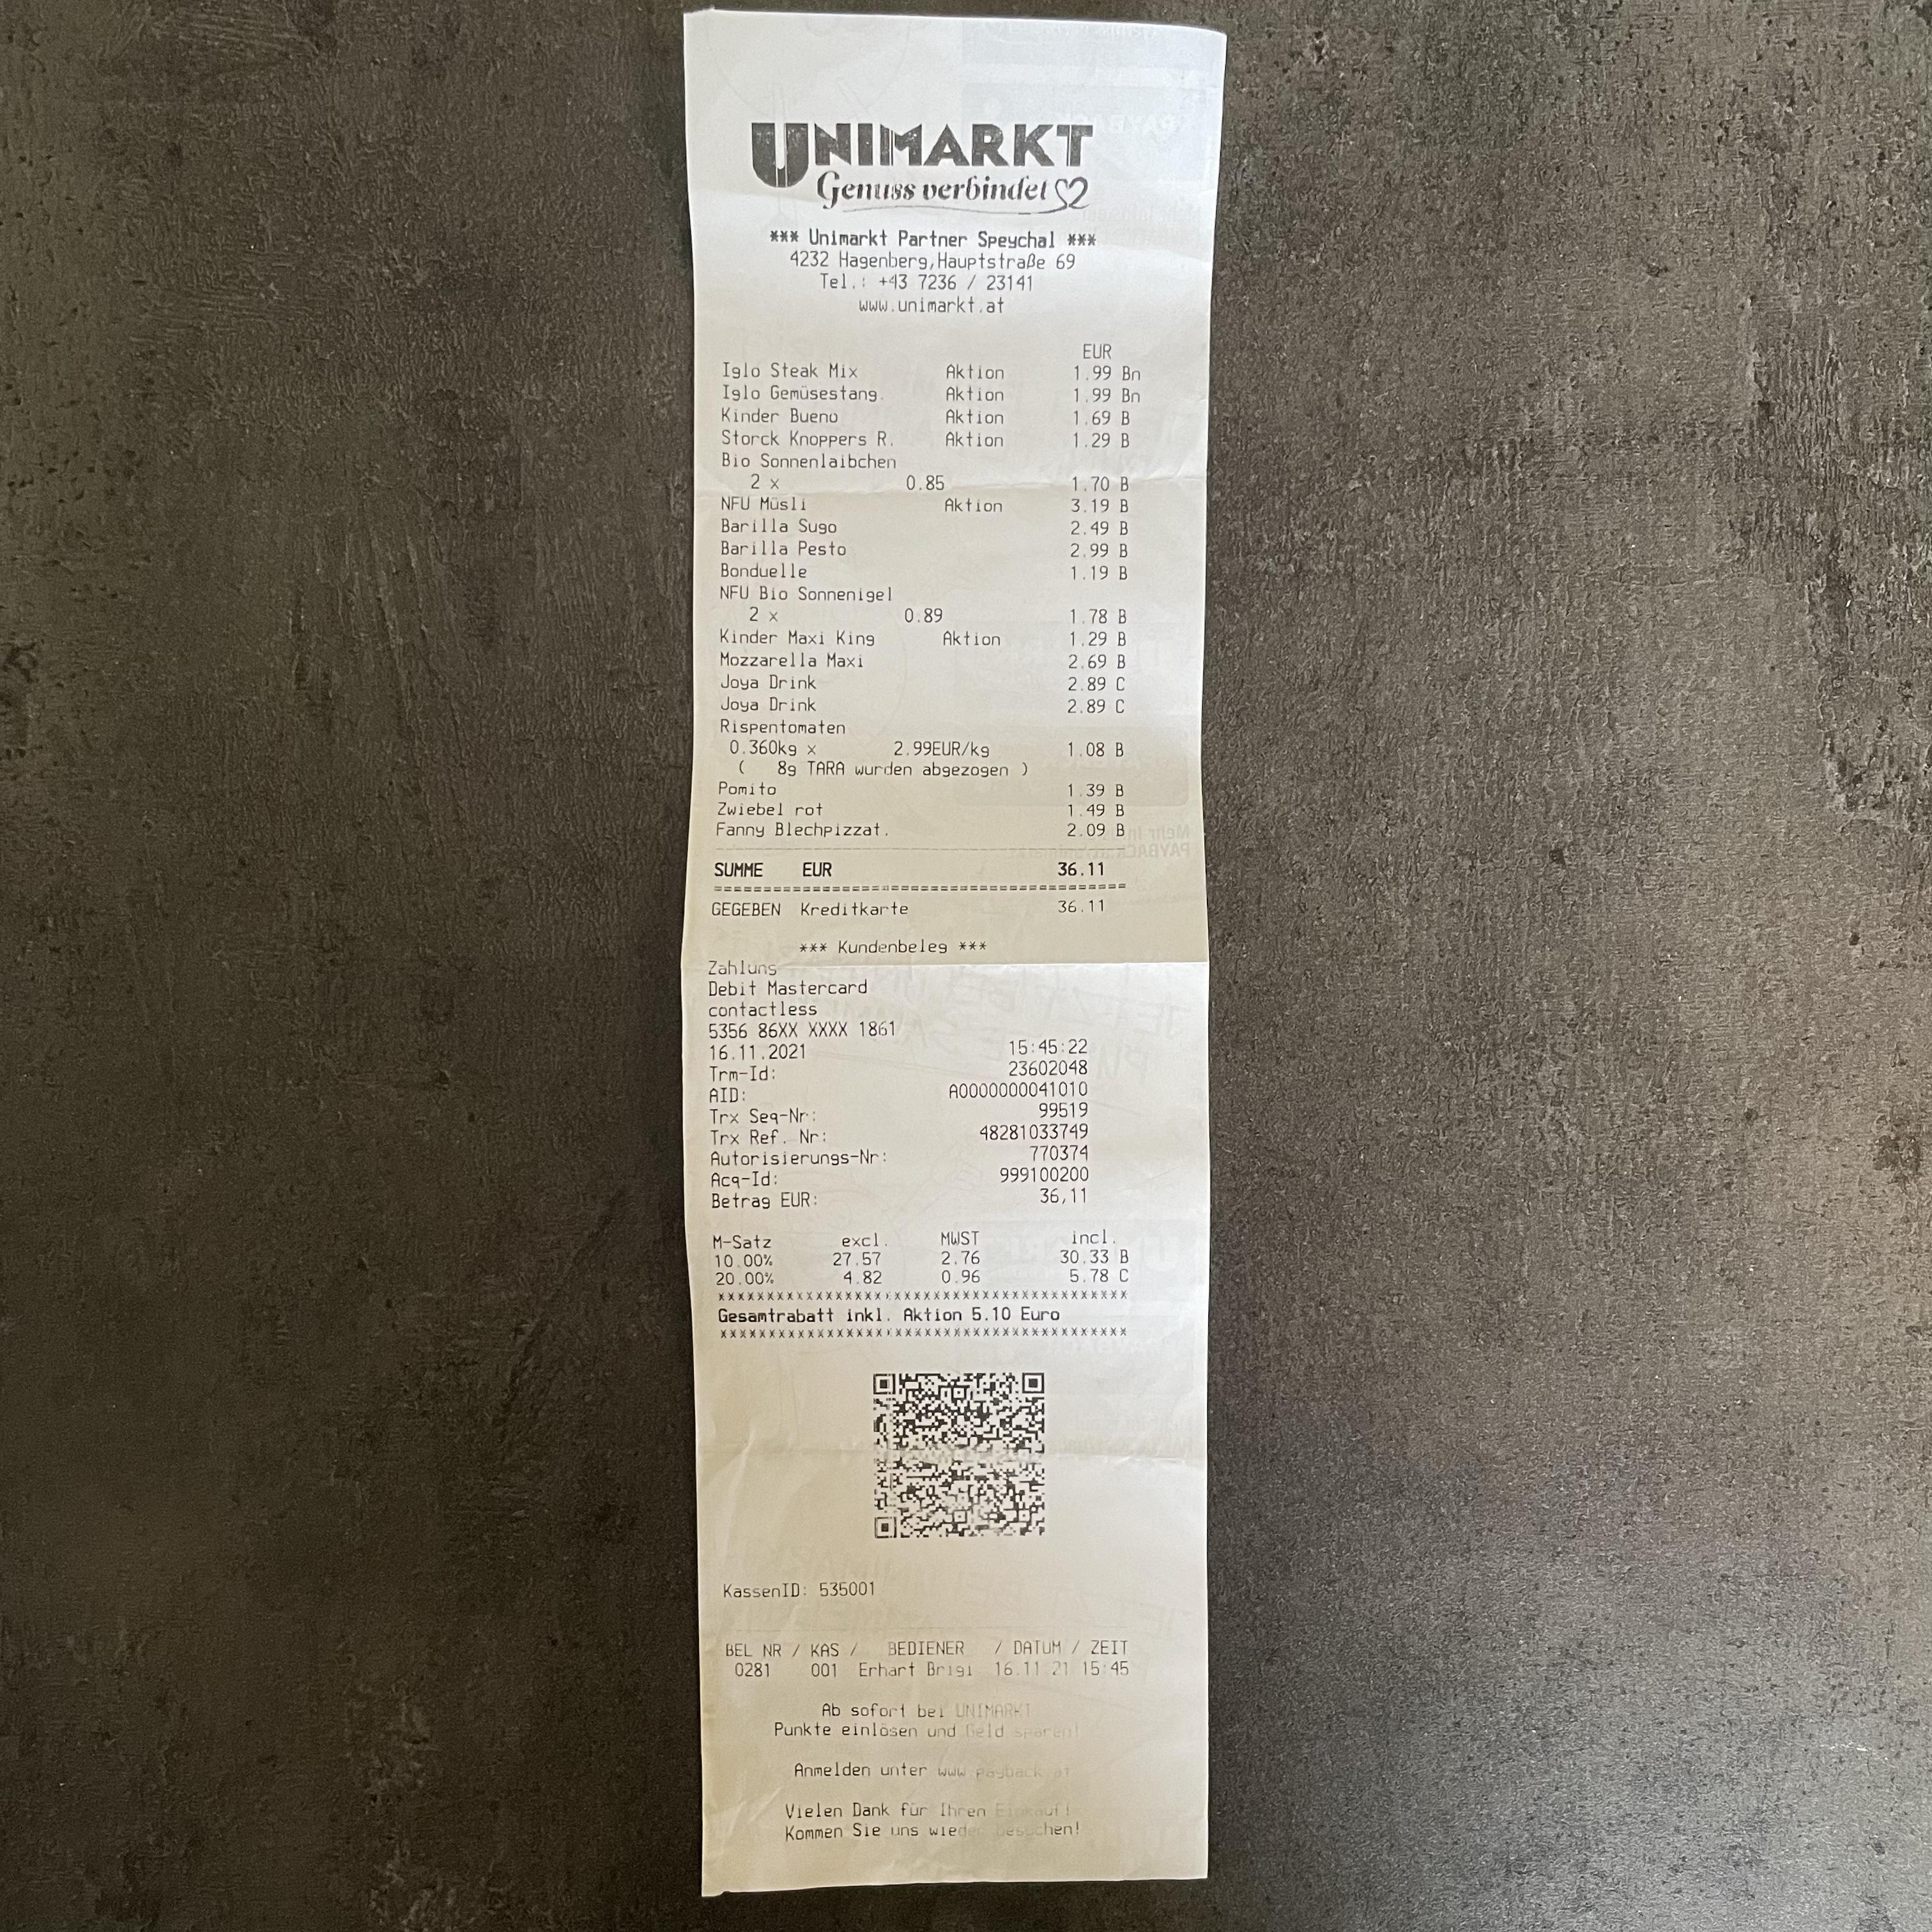 UNIMARKT
Genuss verbindet
*** Unimarkt Partner Speychal ***
4232 Hagenberg,Hauptstraße 69
Tel.: +43 7236 / 23141
www.unimarkt.at
EUR
Iglo Steak Mix Aktion 1.99 Bn
Iglo Gemüsestang. Aktion 1.99 Bn
Kinder Bueno Aktion 1.69 B
Storck Knoppers R. Aktion 1.29 B
Bio Sonnenlaibchen
2 x 0.85 1.70 B
NFU Müsli Aktion 3.19 B
Barilla Sugo 2.49 B
Barilla Pesto 2.99 B
Bonduelle 1.19 B
NFU Bio Sonnenigel
2 x 0.89 1.78 B
Kinder Maxi King Aktion 1.29 B
Mozzarella Maxi 2.69 B
Joya Drink 2.89 C
Joya Drink 2.89 C
Rispentomaten
0.360kg x 2.99EUR/kg 1.08 B
( 8g TARA wurden abgezogen )
Pomito 1.39 B
Zwiebel rot 1.49 B
Fanny Blechpizzat. 2.09 B
SUMME EUR 36.11
GEGEBEN Kreditkarte 36.11
*** Kundenbeleg ***
Zahlung
Debit Mastercard
contactless
5356 86XX XXXX 1861
16.11.2021 15:45:22
Trm-Id: 23602048
AID: A0000000041010
Trx Seq-Nr: 99519
Trx Ref. Nr: 48281033749
Autorisierungs-Nr: 770374
Acq-Id: 999100200
Betrag EUR: 36,11
M-Satz excl. MWST incl.
10.00% 27.57 2.76 30.33 B
20.00% 4.82 0.96 5.78 C
Gesamtrabatt inkl. Aktion 5.10 Euro
KassenID: 535001
BEL NR / KAS / BEDIENER / DATUM / ZEIT
0281 001 Erhart Brigi 16.11.21 15:45
Ab sofort bei UNIMARKT
Punkte einlösen und Geld sparen!
Anmelden unter www.payback.at
Vielen Dank für Ihren Einkauf!
Kommen Sie uns wieder besuchen!